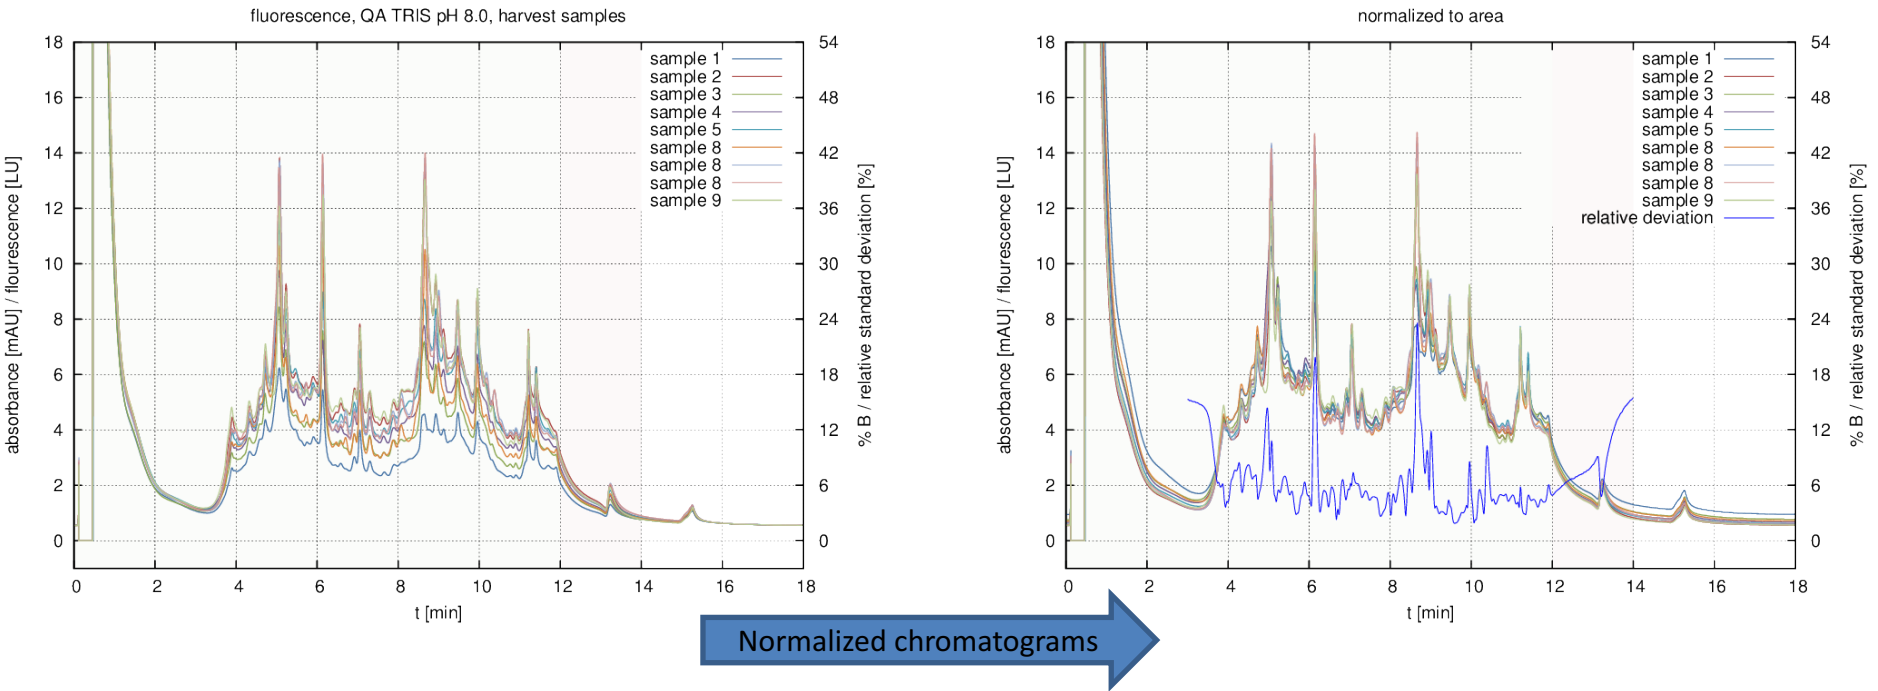 fluorescence, QA TRIS pH 8.0, harvest samples
absorbance [mAU] / flourescence [LU]
18
16
14
12
10
8
6
4
2
0
54
48
42
36
30
24
18
12
6
0
% B / relative standard deviation [%]
sample 1
sample 2
sample 3
sample 4
sample 5
sample 8
sample 8
sample 8
sample 9
0 2 4 6 8 10 12 14 16 18
t [min]
normalized to area
absorbance [mAU] / flourescence [LU]
18
16
14
12
10
8
6
4
2
0
54
48
42
36
30
24
18
12
6
0
% B / relative standard deviation [%]
sample 1
sample 2
sample 3
sample 4
sample 5
sample 8
sample 8
sample 8
sample 9
relative deviation
0 2 4 6 8 10 12 14 16 18
t [min]
Normalized chromatograms